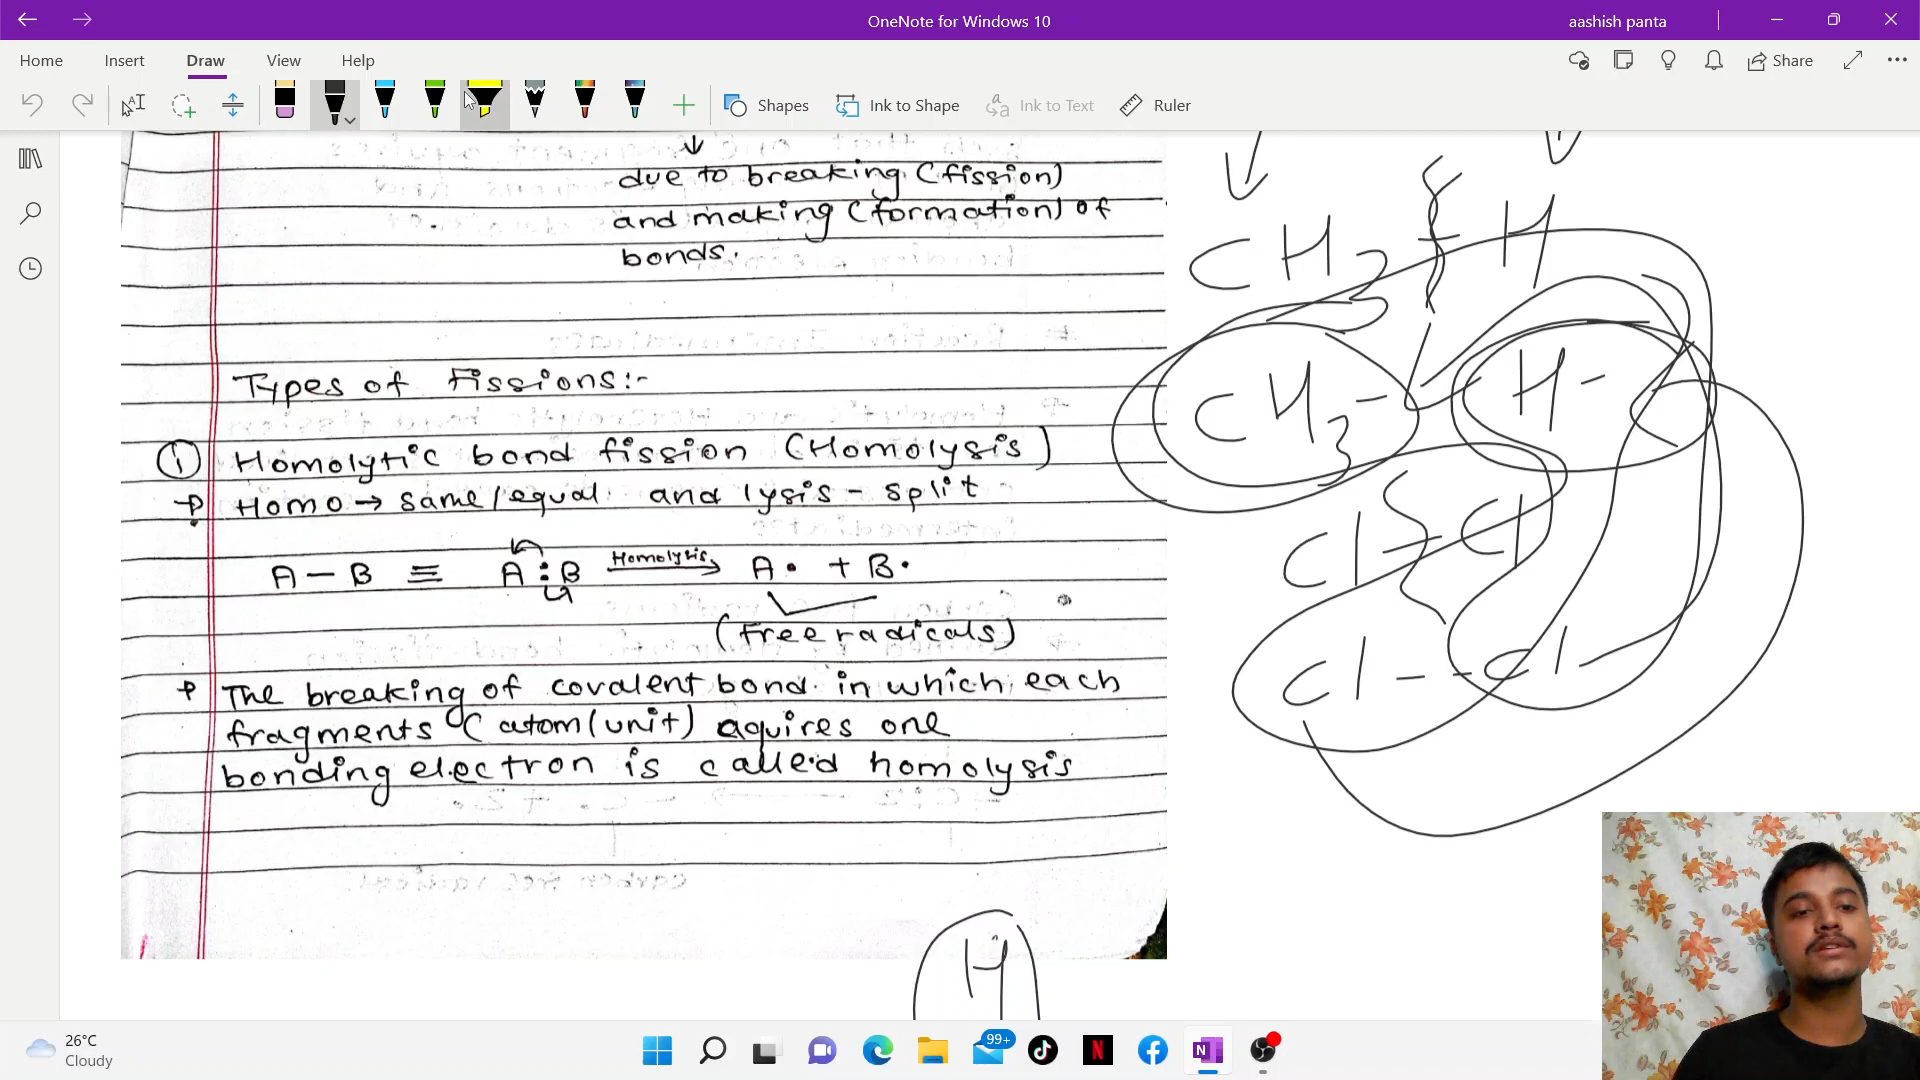 OneNote for Windows 10
aashish panta
Home
Insert
Draw
View
Help
Share
Shapes
Ink to Shape
Ink to Text
Ruler
due to breaking (fission)
and making (formation) of
bonds.
Types of Fissions:-
① Homolytic bond fission (Homolysis)
Homo → same/equal and lysis - split
A — B ≡ A : B Homolysis → A• + B•
(free radicals)
The breaking of covalent bond in which each
fragments (atom/unit) aquires one
bonding electron is called homolysis
CH3 - H
CH3 - - H -
Cl - Cl
Cl - - Cl -
H
26°C
Cloudy
99+